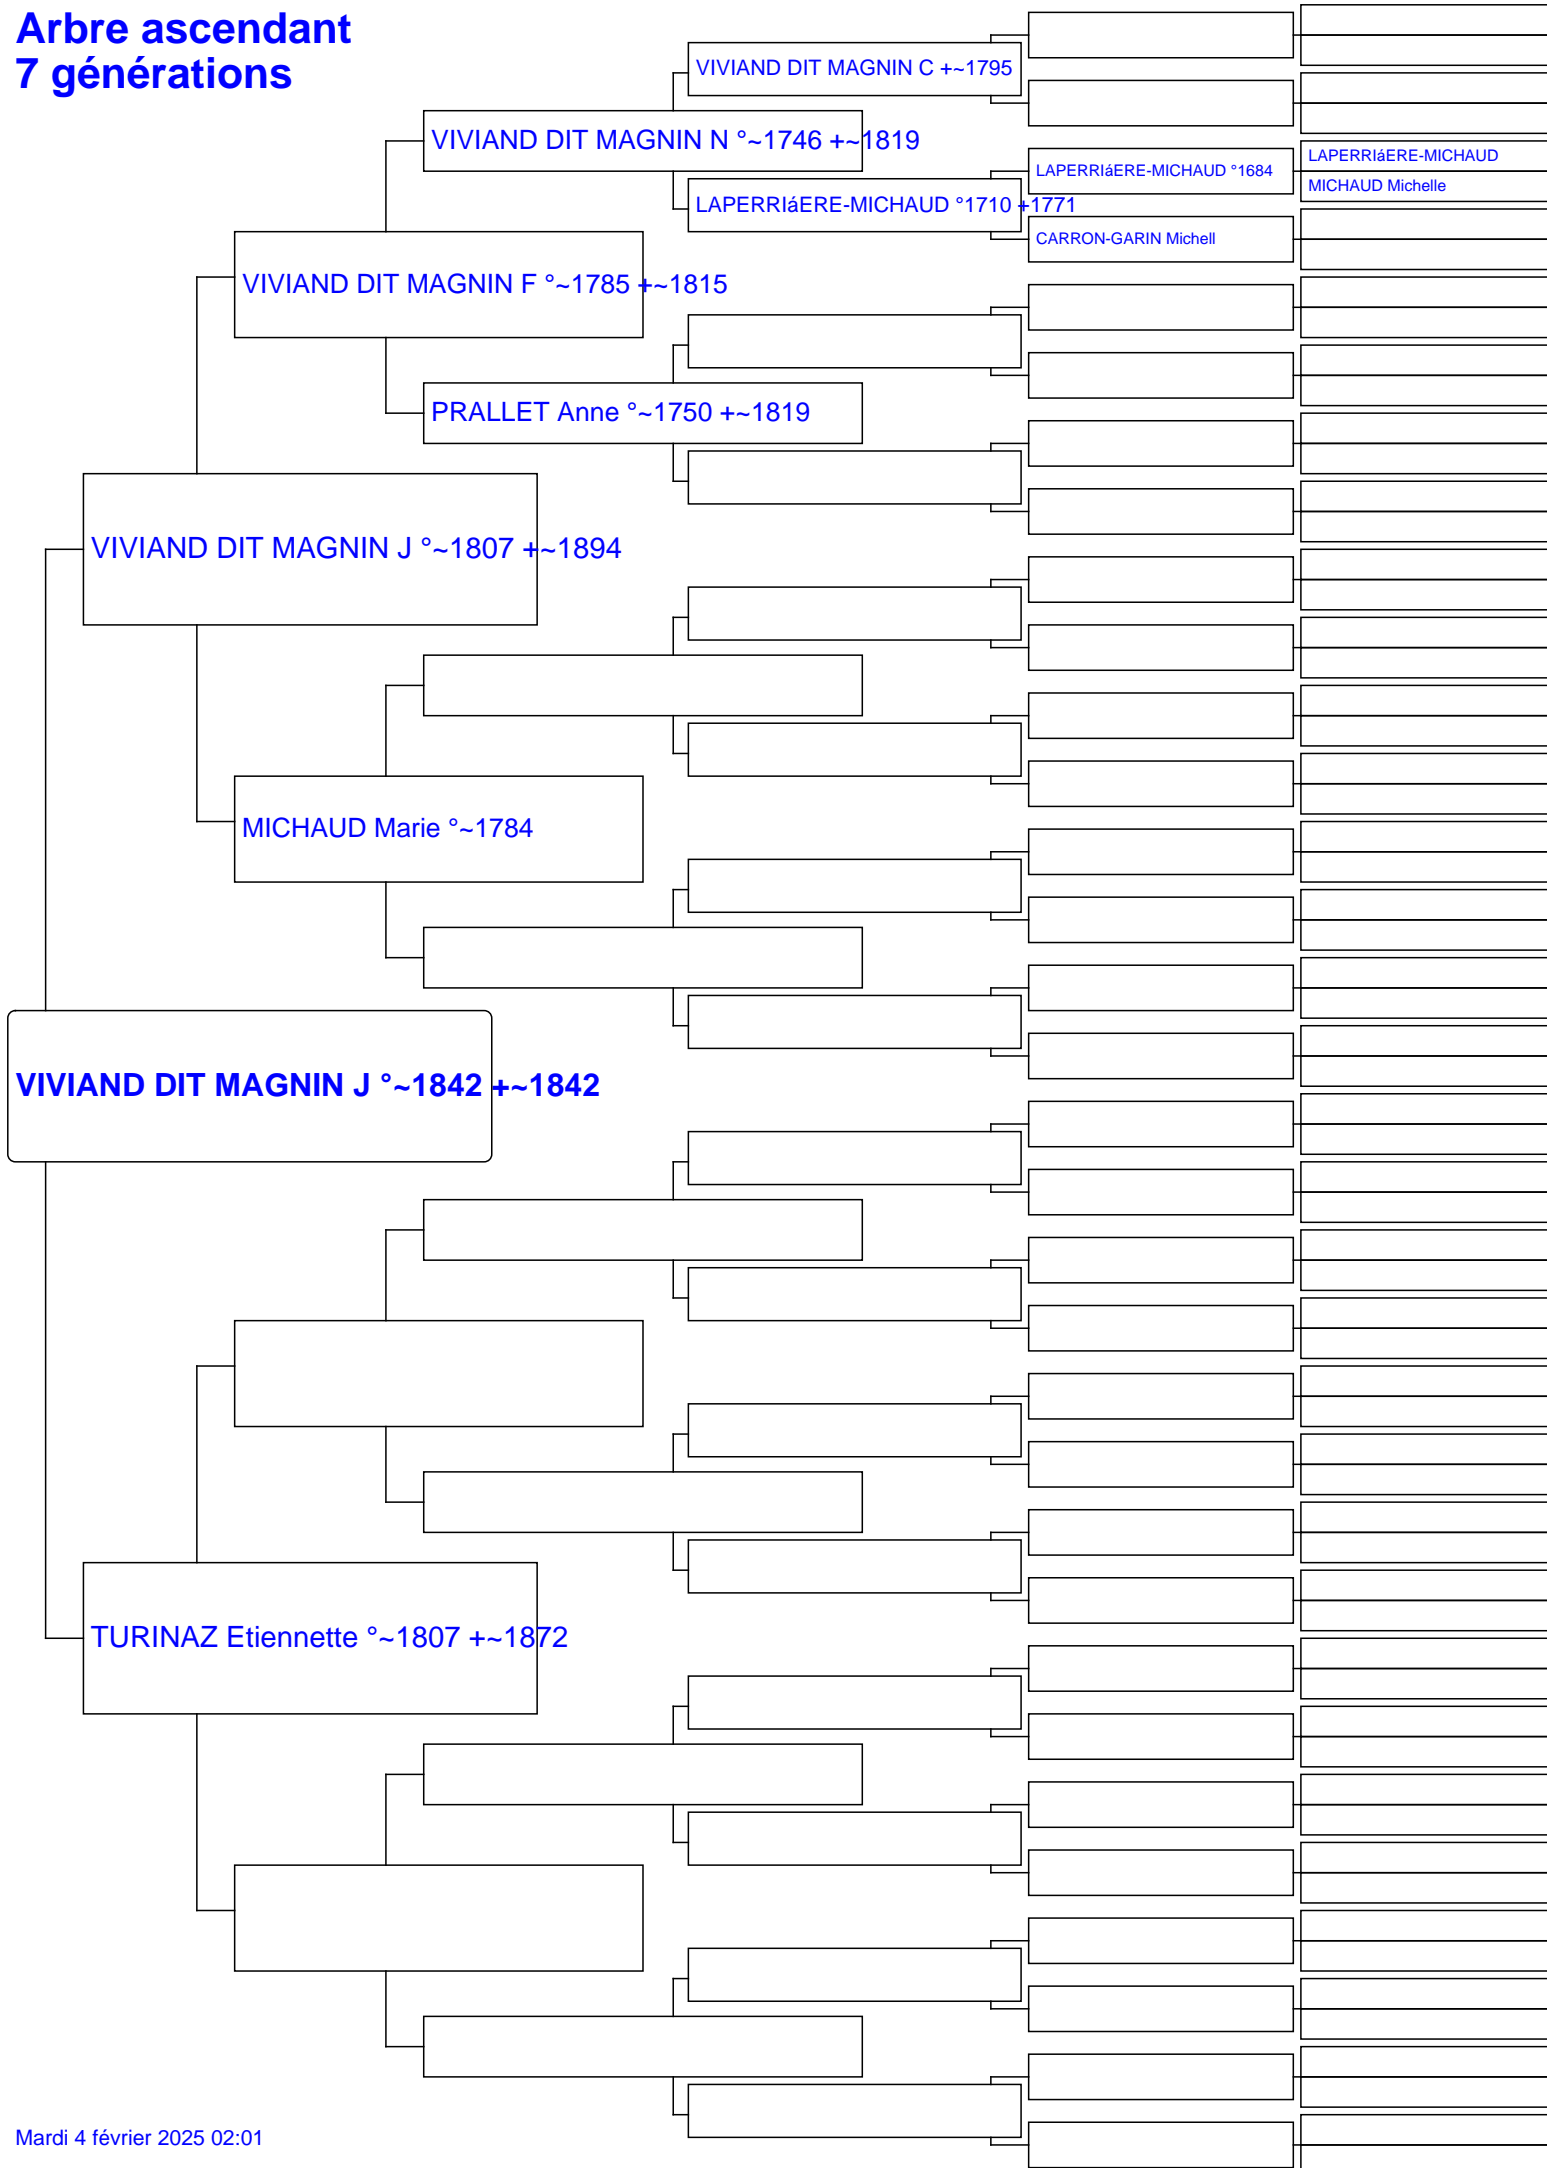 Arbre ascendant
7 générations
VIVIAND DIT MAGNIN C +~1795
VIVIAND DIT MAGNIN N °~1746 +~1819
LAPERRIáERE-MICHAUD
LAPERRIáERE-MICHAUD °1684
MICHAUD Michelle
LAPERRIáERE-MICHAUD °1710 +1771
CARRON-GARIN Michell
VIVIAND DIT MAGNIN F °~1785 +~1815
PRALLET Anne °~1750 +~1819
VIVIAND DIT MAGNIN J °~1807 +~1894
MICHAUD Marie °~1784
VIVIAND DIT MAGNIN J °~1842 +~1842
TURINAZ Etiennette °~1807 +~1872
Mardi 4 février 2025 02:01